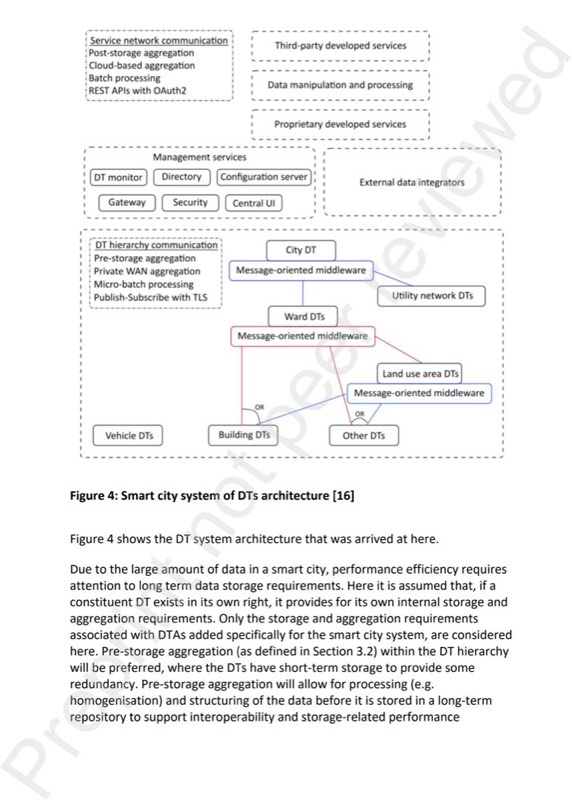 Service network communication
Post-storage aggregation
Cloud-based aggregation
Batch processing
REST APIs with OAuth2
Third-party developed services
Data manipulation and processing
Proprietary developed services
Management services
DT monitor
Directory
Configuration server
Gateway
Security
Central UI
External data integrators
DT hierarchy communication
Pre-storage aggregation
Private WAN aggregation
Micro-batch processing
Publish-Subscribe with TLS
City DT
Message-oriented middleware
Utility network DTs
Ward DTs
Message-oriented middleware
Land use area DTs
Message-oriented middleware
OR
OR
Vehicle DTs
Building DTs
Other DTs
Figure 4: Smart city system of DTs architecture [16]
Figure 4 shows the DT system architecture that was arrived at here.
Due to the large amount of data in a smart city, performance efficiency requires
attention to long term data storage requirements. Here it is assumed that, if a
constituent DT exists in its own right, it provides for its own internal storage and
aggregation requirements. Only the storage and aggregation requirements
associated with DTAs added specifically for the smart city system, are considered
here. Pre-storage aggregation (as defined in Section 3.2) within the DT hierarchy
will be preferred, where the DTs have short-term storage to provide some
redundancy. Pre-storage aggregation will allow for processing (e.g.
homogenisation) and structuring of the data before it is stored in a long-term
repository to support interoperability and storage-related performance
Preprint not peer reviewed